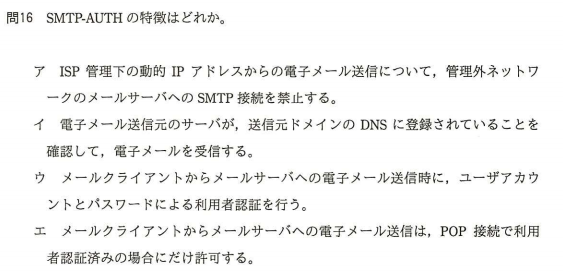 問16 SMTP-AUTH の特徴はどれか。
ア ISP 管理下の動的 IP アドレスからの電子メール送信について，管理外ネットワ
ークのメールサーバへの SMTP 接続を禁止する。
イ 電子メール送信元のサーバが，送信元ドメインの DNS に登録されていることを
確認して，電子メールを受信する。
ウ メールクライアントからメールサーバへの電子メール送信時に，ユーザアカウ
ントとパスワードによる利用者認証を行う。
エ メールクライアントからメールサーバへの電子メール送信は，POP 接続で利用
者認証済みの場合にだけ許可する。